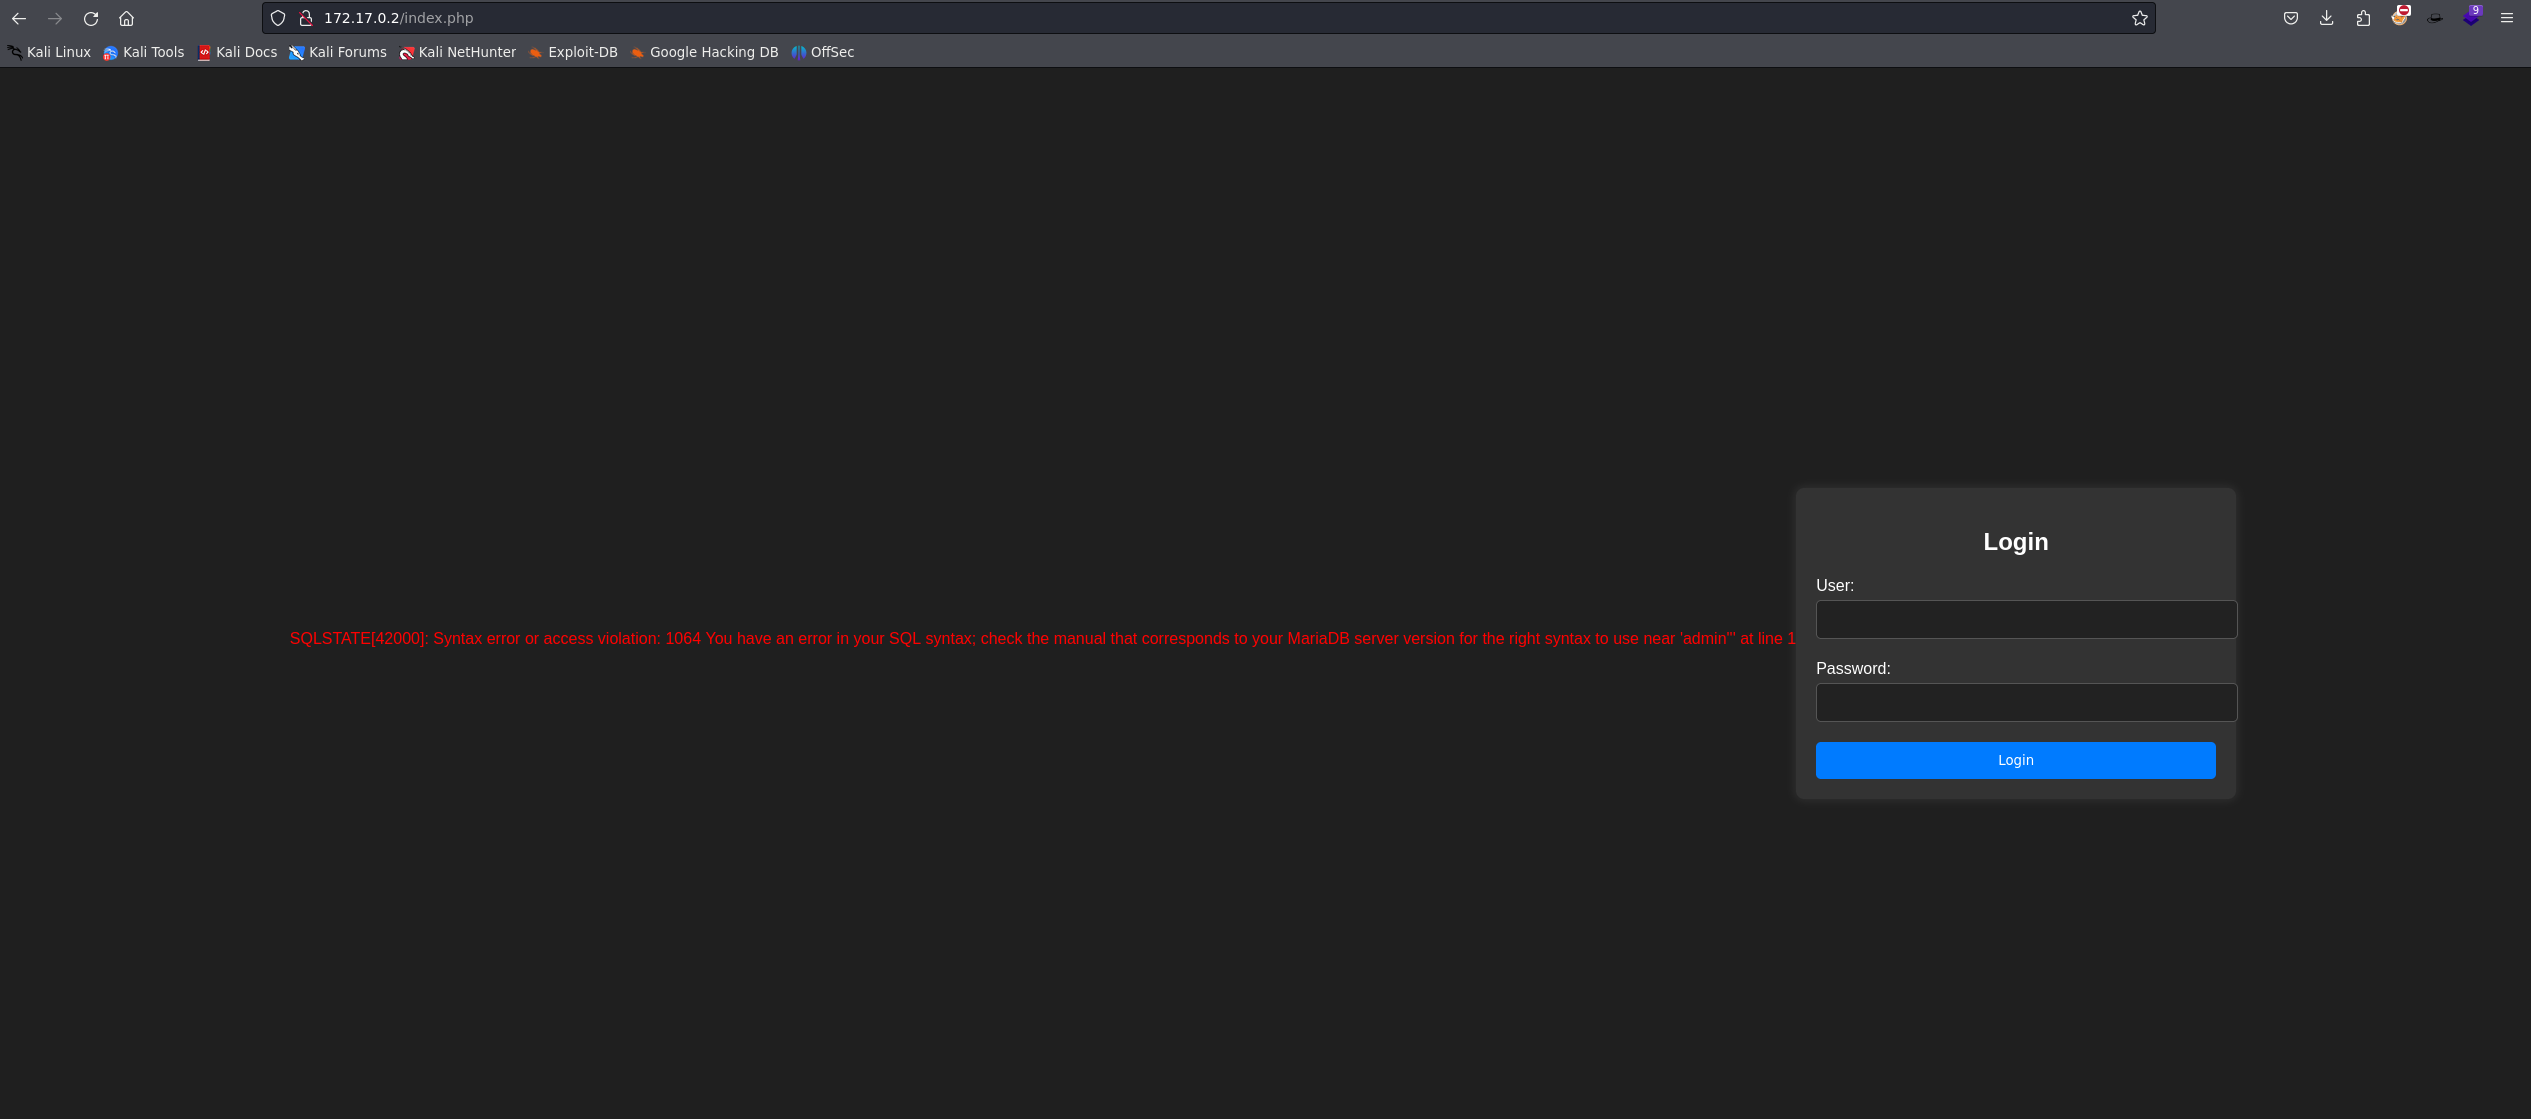 172.17.0.2/index.php
9
Kali Linux Kali Tools Kali Docs Kali Forums Kali NetHunter Exploit-DB Google Hacking DB OffSec
Login
User:
SQLSTATE[42000]: Syntax error or access violation: 1064 You have an error in your SQL syntax; check the manual that corresponds to your MariaDB server version for the right syntax to use near 'admin'' at line 1
Password:
Login